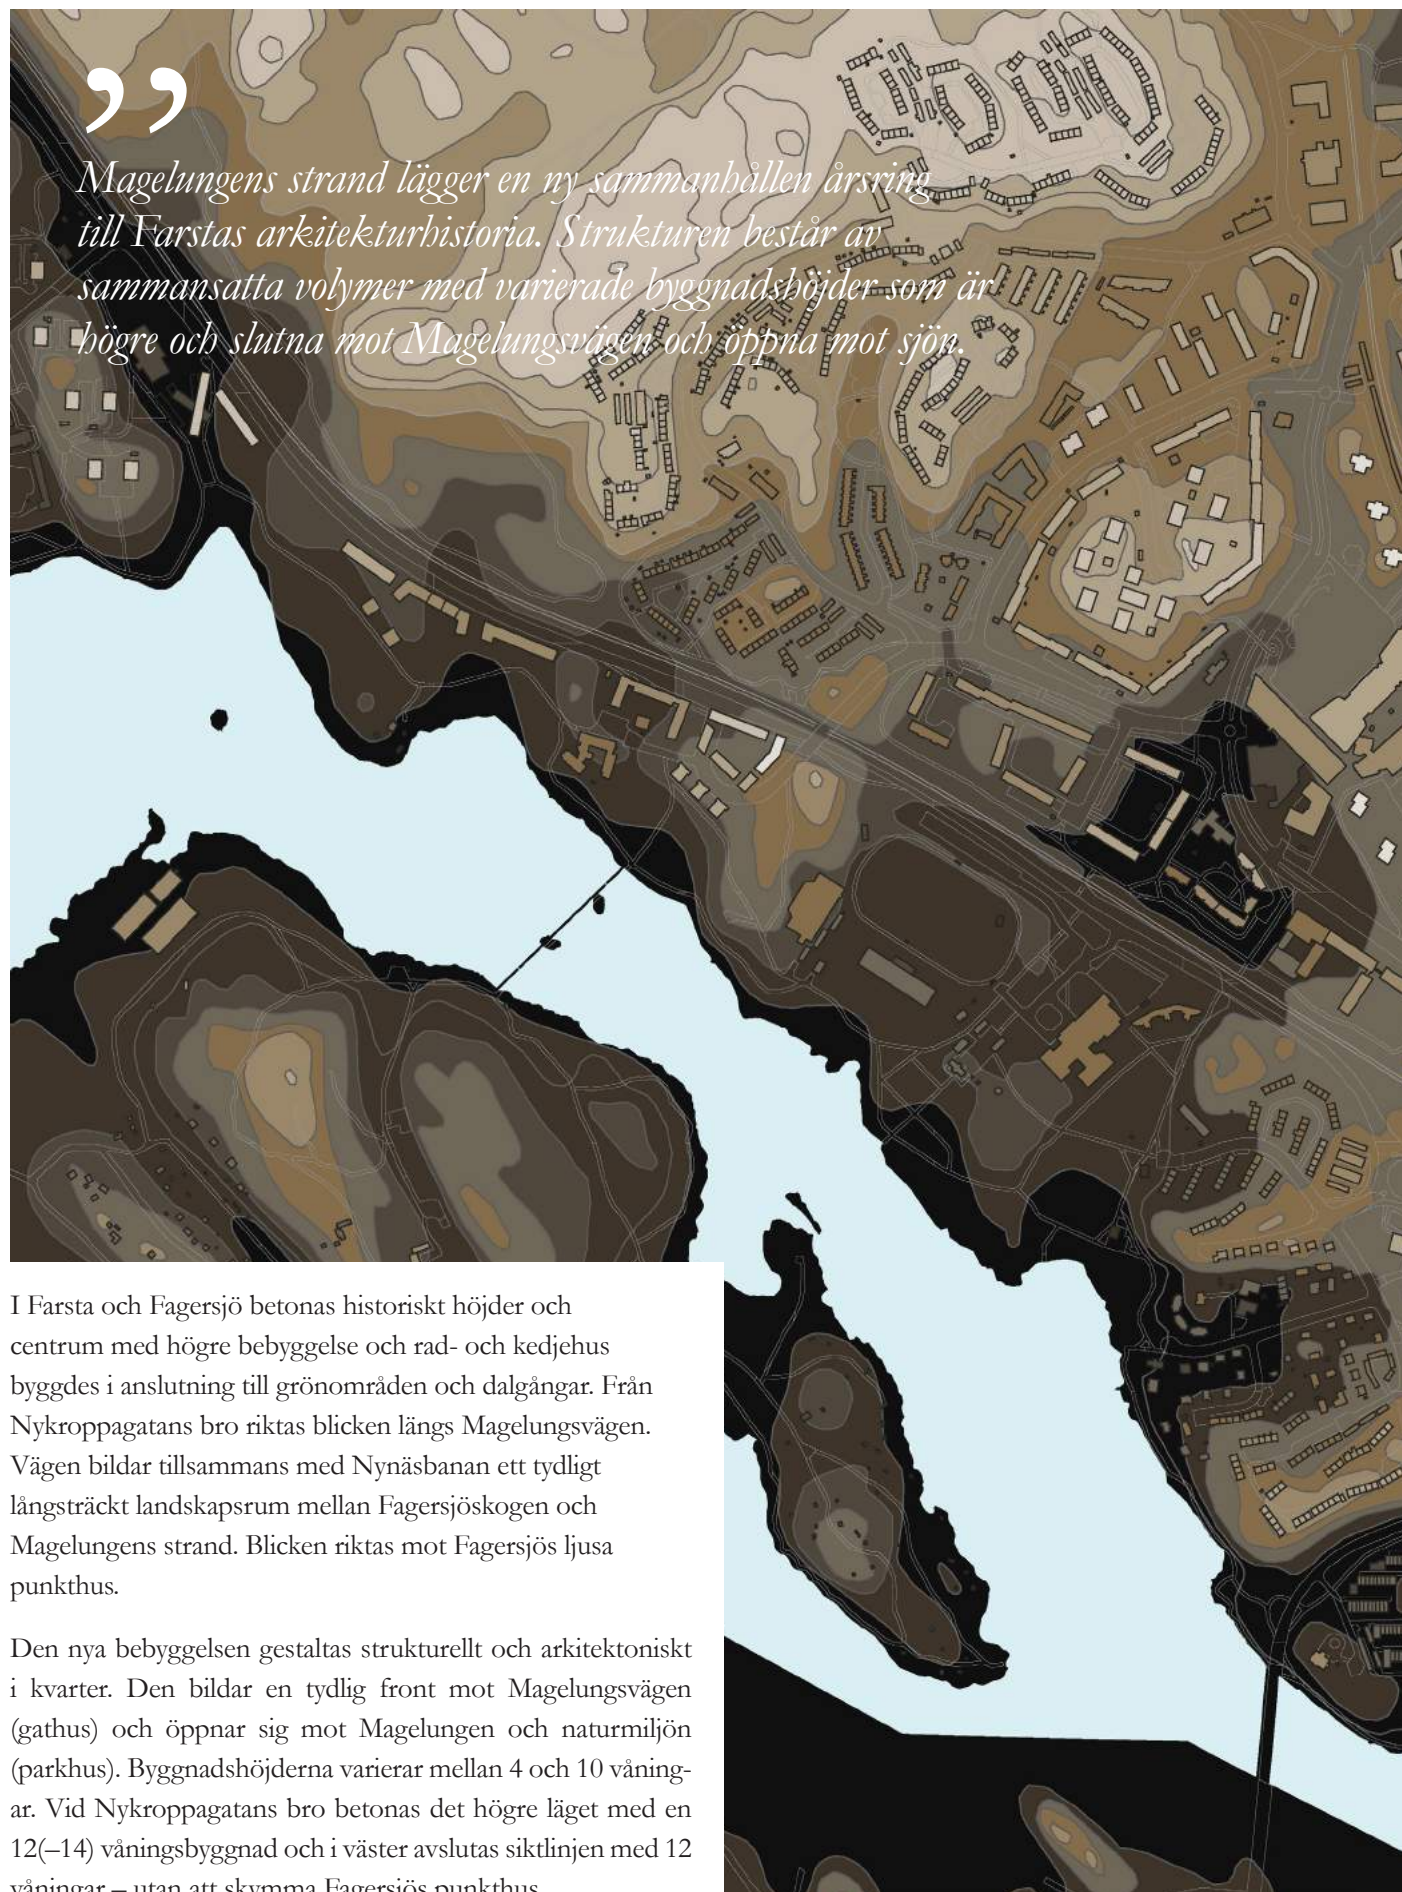 ”
Magelungens strand lägger en ny sammanhållen årsring
till Farstas arkitekturhistoria. Strukturen består av
sammansatta volymer med varierade byggnadshöjder som är
högre och slutna mot Magelungsvägen och öppna mot sjön.
I Farsta och Fagersjö betonas historiskt höjder och
centrum med högre bebyggelse och rad- och kedjehus
byggdes i anslutning till grönområden och dalgångar. Från
Nykroppagatans bro riktas blicken längs Magelungsvägen.
Vägen bildar tillsammans med Nynäsbanan ett tydligt
långsträckt landskapsrum mellan Fagersjöskogen och
Magelungens strand. Blicken riktas mot Fagersjös ljusa
punkthus.
Den nya bebyggelsen gestaltas strukturellt och arkitektoniskt
i kvarter. Den bildar en tydlig front mot Magelungsvägen
(gathus) och öppnar sig mot Magelungen och naturmiljön
(parkhus). Byggnadshöjderna varierar mellan 4 och 10 våning-
ar. Vid Nykroppagatans bro betonas det högre läget med en
12(–14) våningsbyggnad och i väster avslutas siktlinjen med 12
våningar – utan att skymma Fagersjös punkthus.